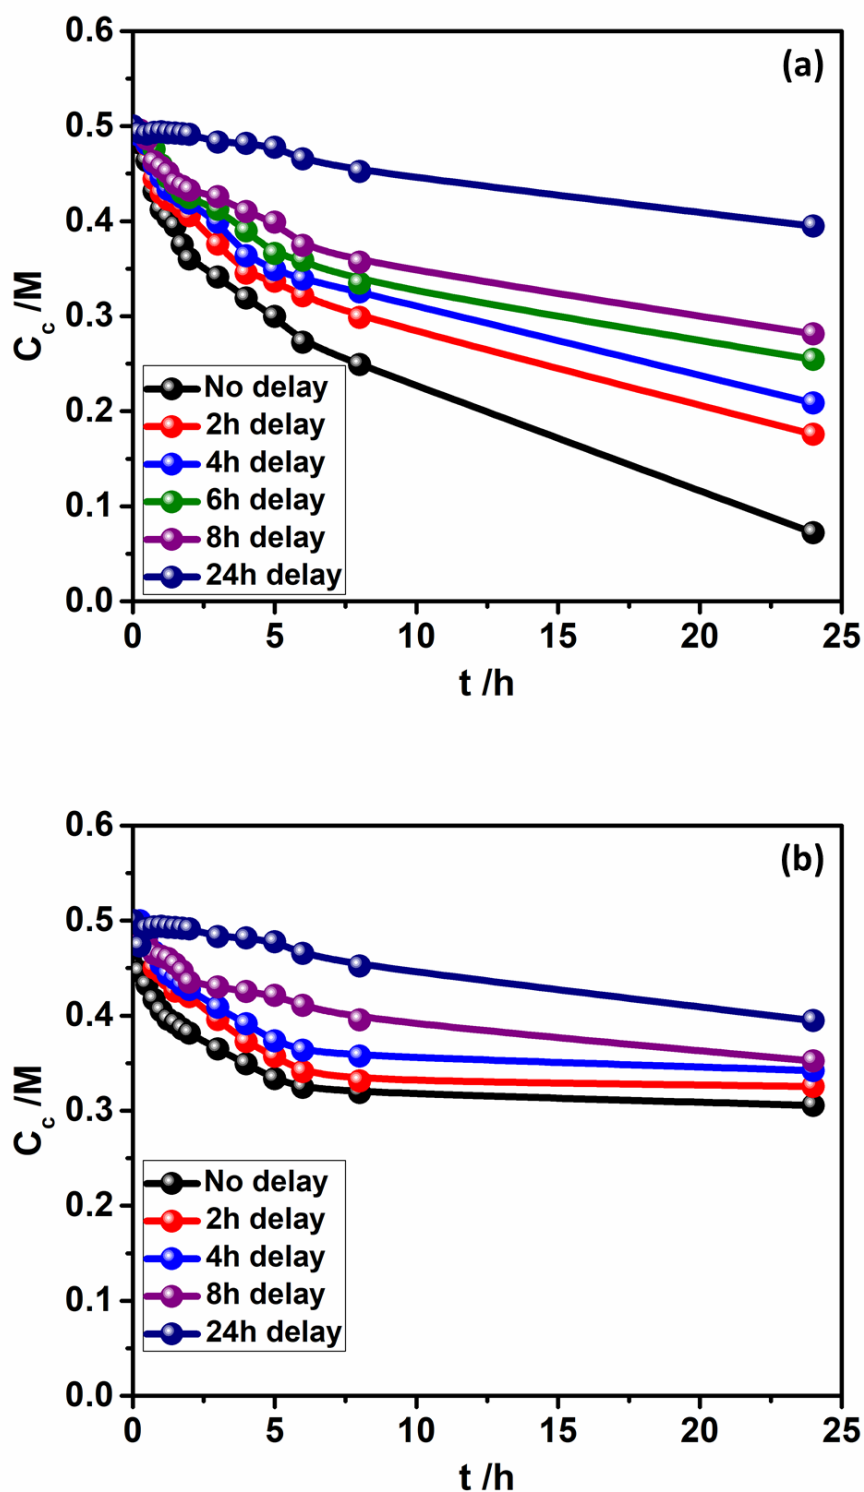 (a)
0.6
0.5
0.4
0.3
0.2
0.1
0.0
C_c /M
No delay
2h delay
4h delay
6h delay
8h delay
24h delay
0 5 10 15 20 25
t /h
(b)
0.6
0.5
0.4
0.3
0.2
0.1
0.0
C_c /M
No delay
2h delay
4h delay
8h delay
24h delay
0 5 10 15 20 25
t /h